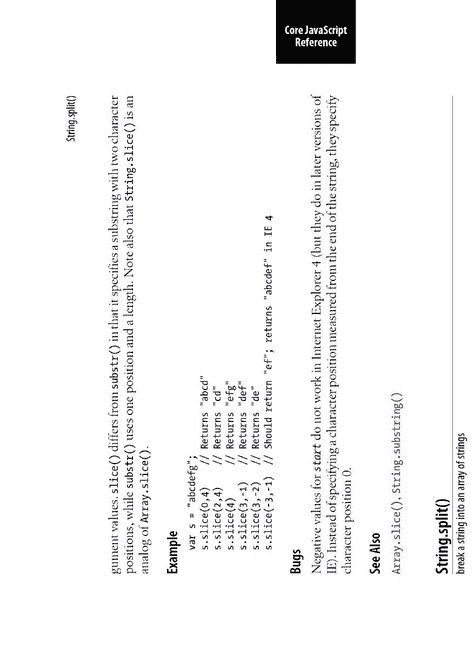 Core JavaScript
Reference
String.split()
gument values. slice() differs from substr() in that it specifies a substring with two character
positions, while substr() uses one position and a length. Note also that String.slice() is an
analog of Array.slice().
Example
var s = "abcdefg";
s.slice(0,4) // Returns "abcd"
s.slice(2,4) // Returns "cd"
s.slice(4) // Returns "efg"
s.slice(3,-1) // Returns "def"
s.slice(3,-2) // Returns "de"
s.slice(-3,-1) // Should return "ef"; returns "abcdef" in IE 4
Bugs
Negative values for start do not work in Internet Explorer 4 (but they do in later versions of
IE). Instead of specifying a character position measured from the end of the string, they specify
character position 0.
See Also
Array.slice(), String.substring()
String.split()
break a string into an array of strings